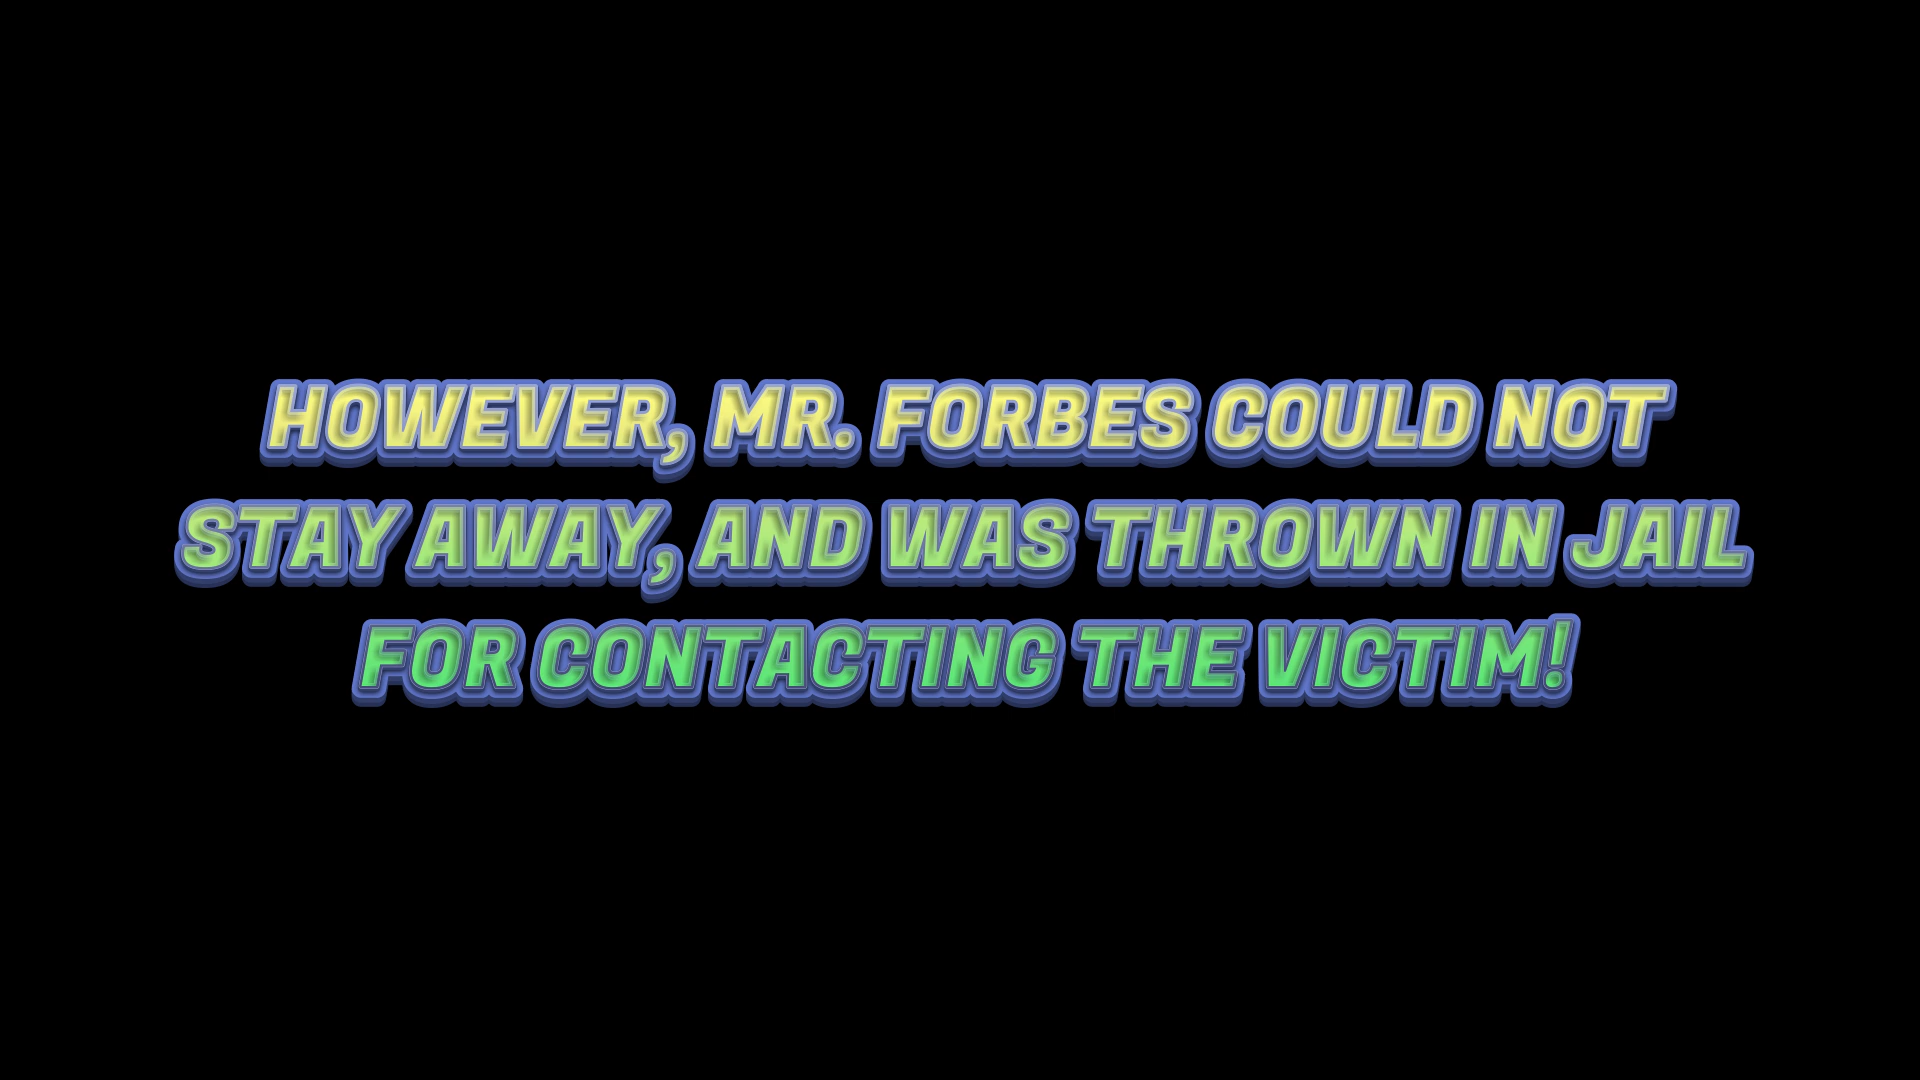 HOWEVER, MR. FORBES COULD NOT
STAY AWAY, AND WAS THROWN IN JAIL
FOR CONTACTING THE VICTIM!